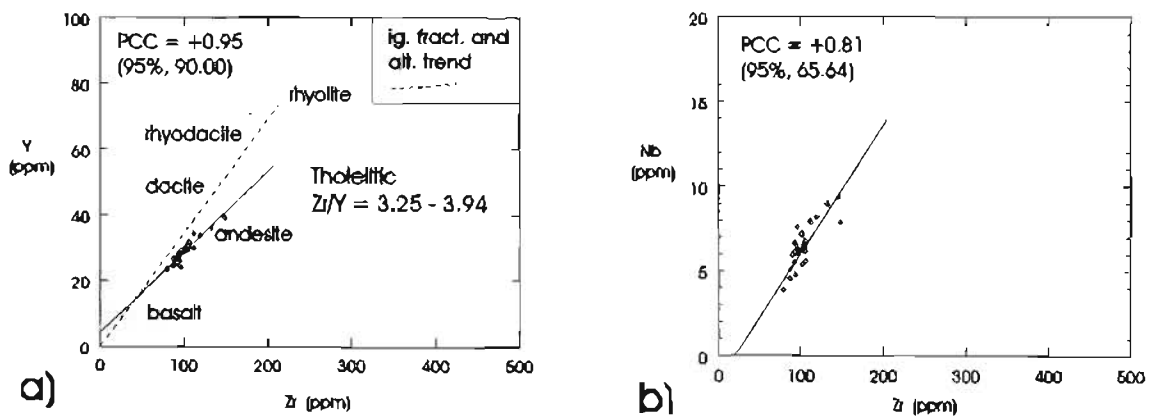 100
80
60
40
20
0
Y
(ppm)
PCC = +0.95
(95%, 90.00)
ig. fract. and
alt. trend
rhyolite
rhyodacite
dacite
Tholeiitic
Zr/Y = 3.25 - 3.94
andesite
basalt
0 100 200 300 400 500
Zr (ppm)
a)
20
15
10
5
0
Nb
(ppm)
PCC = +0.81
(95%, 65.64)
0 100 200 300 400 500
Zr (ppm)
b)